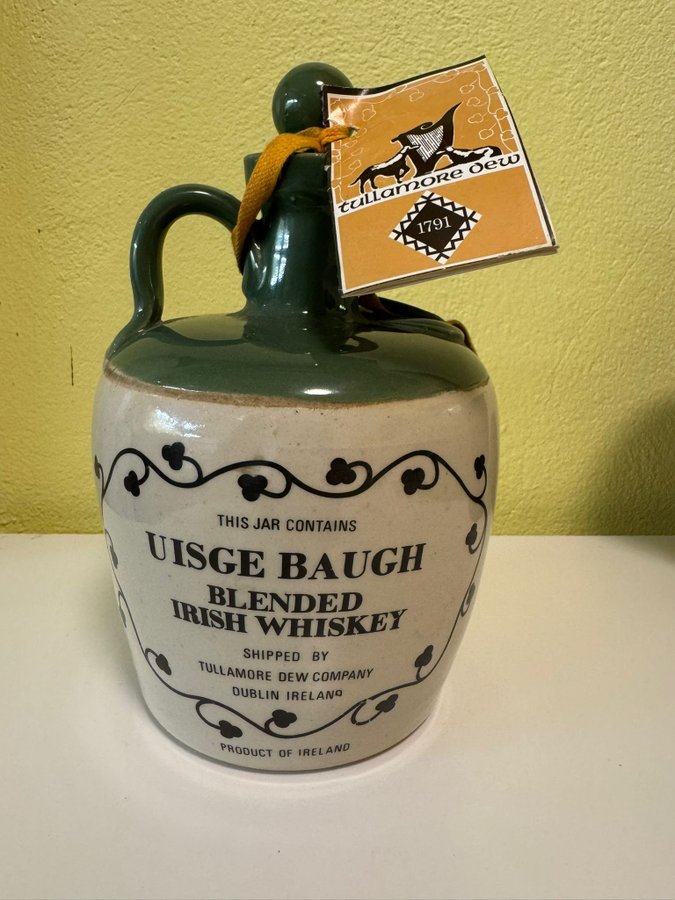 tullamore dew
1791
THIS JAR CONTAINS
UISGE BAUGH
BLENDED
IRISH WHISKEY
SHIPPED BY
TULLAMORE DEW COMPANY
DUBLIN IRELAND
PRODUCT OF IRELAND